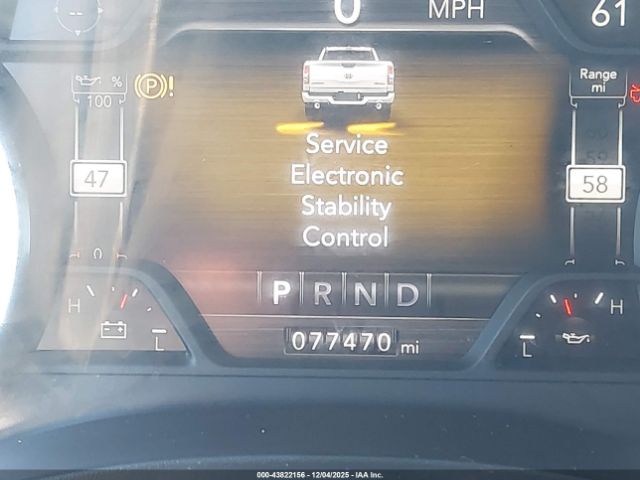 0 MPH 61
% P ! Range
100 mi
Service
Electronic
47 58
Stability
Control
P R N D
H H
L L
077470 mi
000-43822156 - 12/04/2025 - IAA Inc.